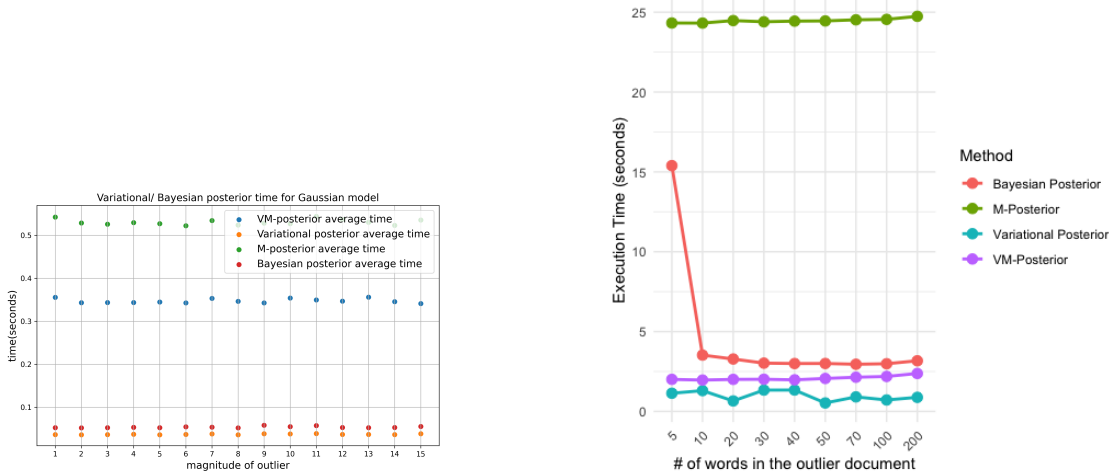 Variational/ Bayesian posterior time for Gaussian model
VM-posterior average time
Variational posterior average time
M-posterior average time
Bayesian posterior average time
time(seconds)
0.5
0.4
0.3
0.2
0.1
1 2 3 4 5 6 7 8 9 10 11 12 13 14 15
magnitude of outlier
Execution Time (seconds)
25
20
15
10
5
0
5 10 20 30 40 50 70 100 200
# of words in the outlier document
Method
Bayesian Posterior
M-Posterior
Variational Posterior
VM-Posterior